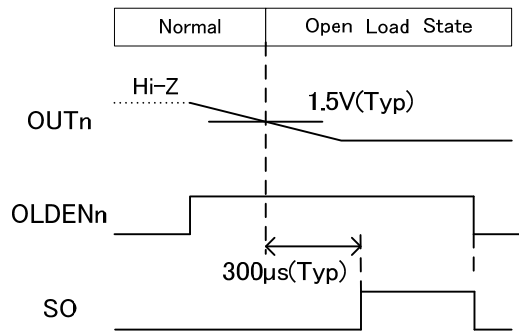 Normal
Open Load State
Hi-Z
1.5V(Typ)
OUTn
OLDENn
300μs(Typ)
SO